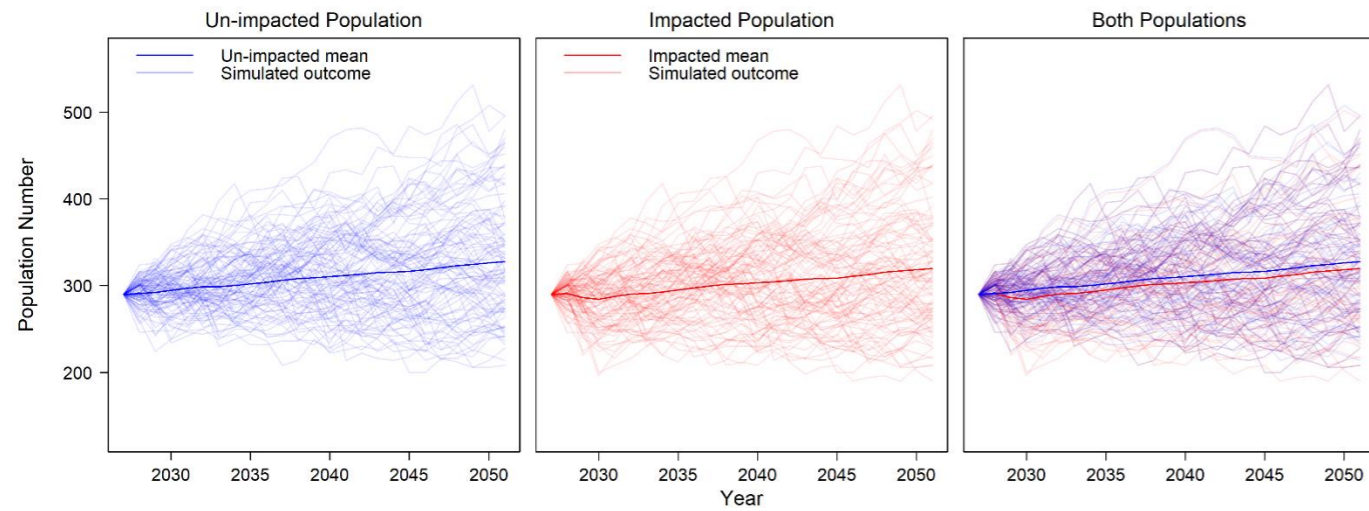 Un-impacted Population
Impacted Population
Both Populations
Un-impacted mean
Simulated outcome
Impacted mean
Simulated outcome
Population Number
500
400
300
200
2030 2035 2040 2045 2050
2030 2035 2040 2045 2050
2030 2035 2040 2045 2050
Year